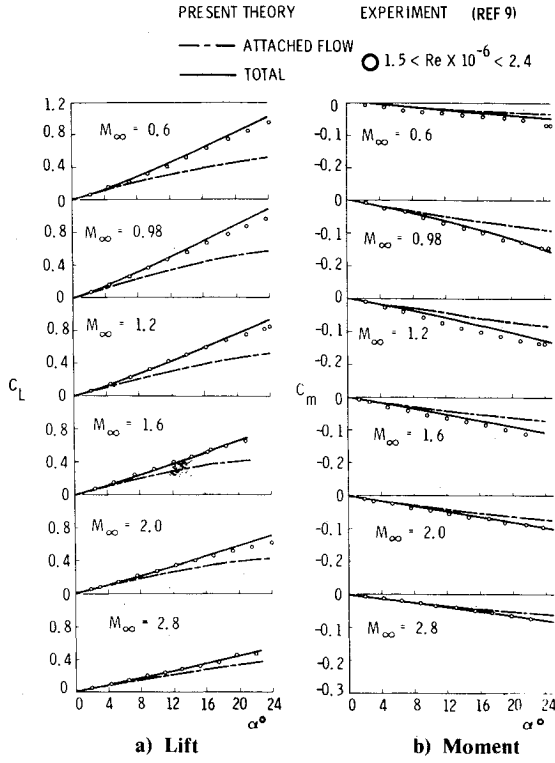 PRESENT THEORY
EXPERIMENT (REF 9)
ATTACHED FLOW
TOTAL
1.5 < Re X 10⁻⁶ < 2.4
1.2
0.8
0.4
0
M∞ = 0.6
0.8
0.4
0
M∞ = 0.98
0.8
0.4
0
M∞ = 1.2
C_L
0.8
0.4
0
M∞ = 1.6
0.8
0.4
0
M∞ = 2.0
0.8
0.4
0
M∞ = 2.8
0 4 8 12 16 20 24
α°
a) Lift
0
-0.1
-0.2
M∞ = 0.6
0
-0.1
-0.1
M∞ = 0.98
0
-0.1
M∞ = 1.2
C_m
0
-0.1
-0.2
M∞ = 1.6
0
-0.1
-0.2
M∞ = 2.0
0
-0.1
-0.2
-0.3
M∞ = 2.8
0 4 8 12 16 20 24
α°
b) Moment